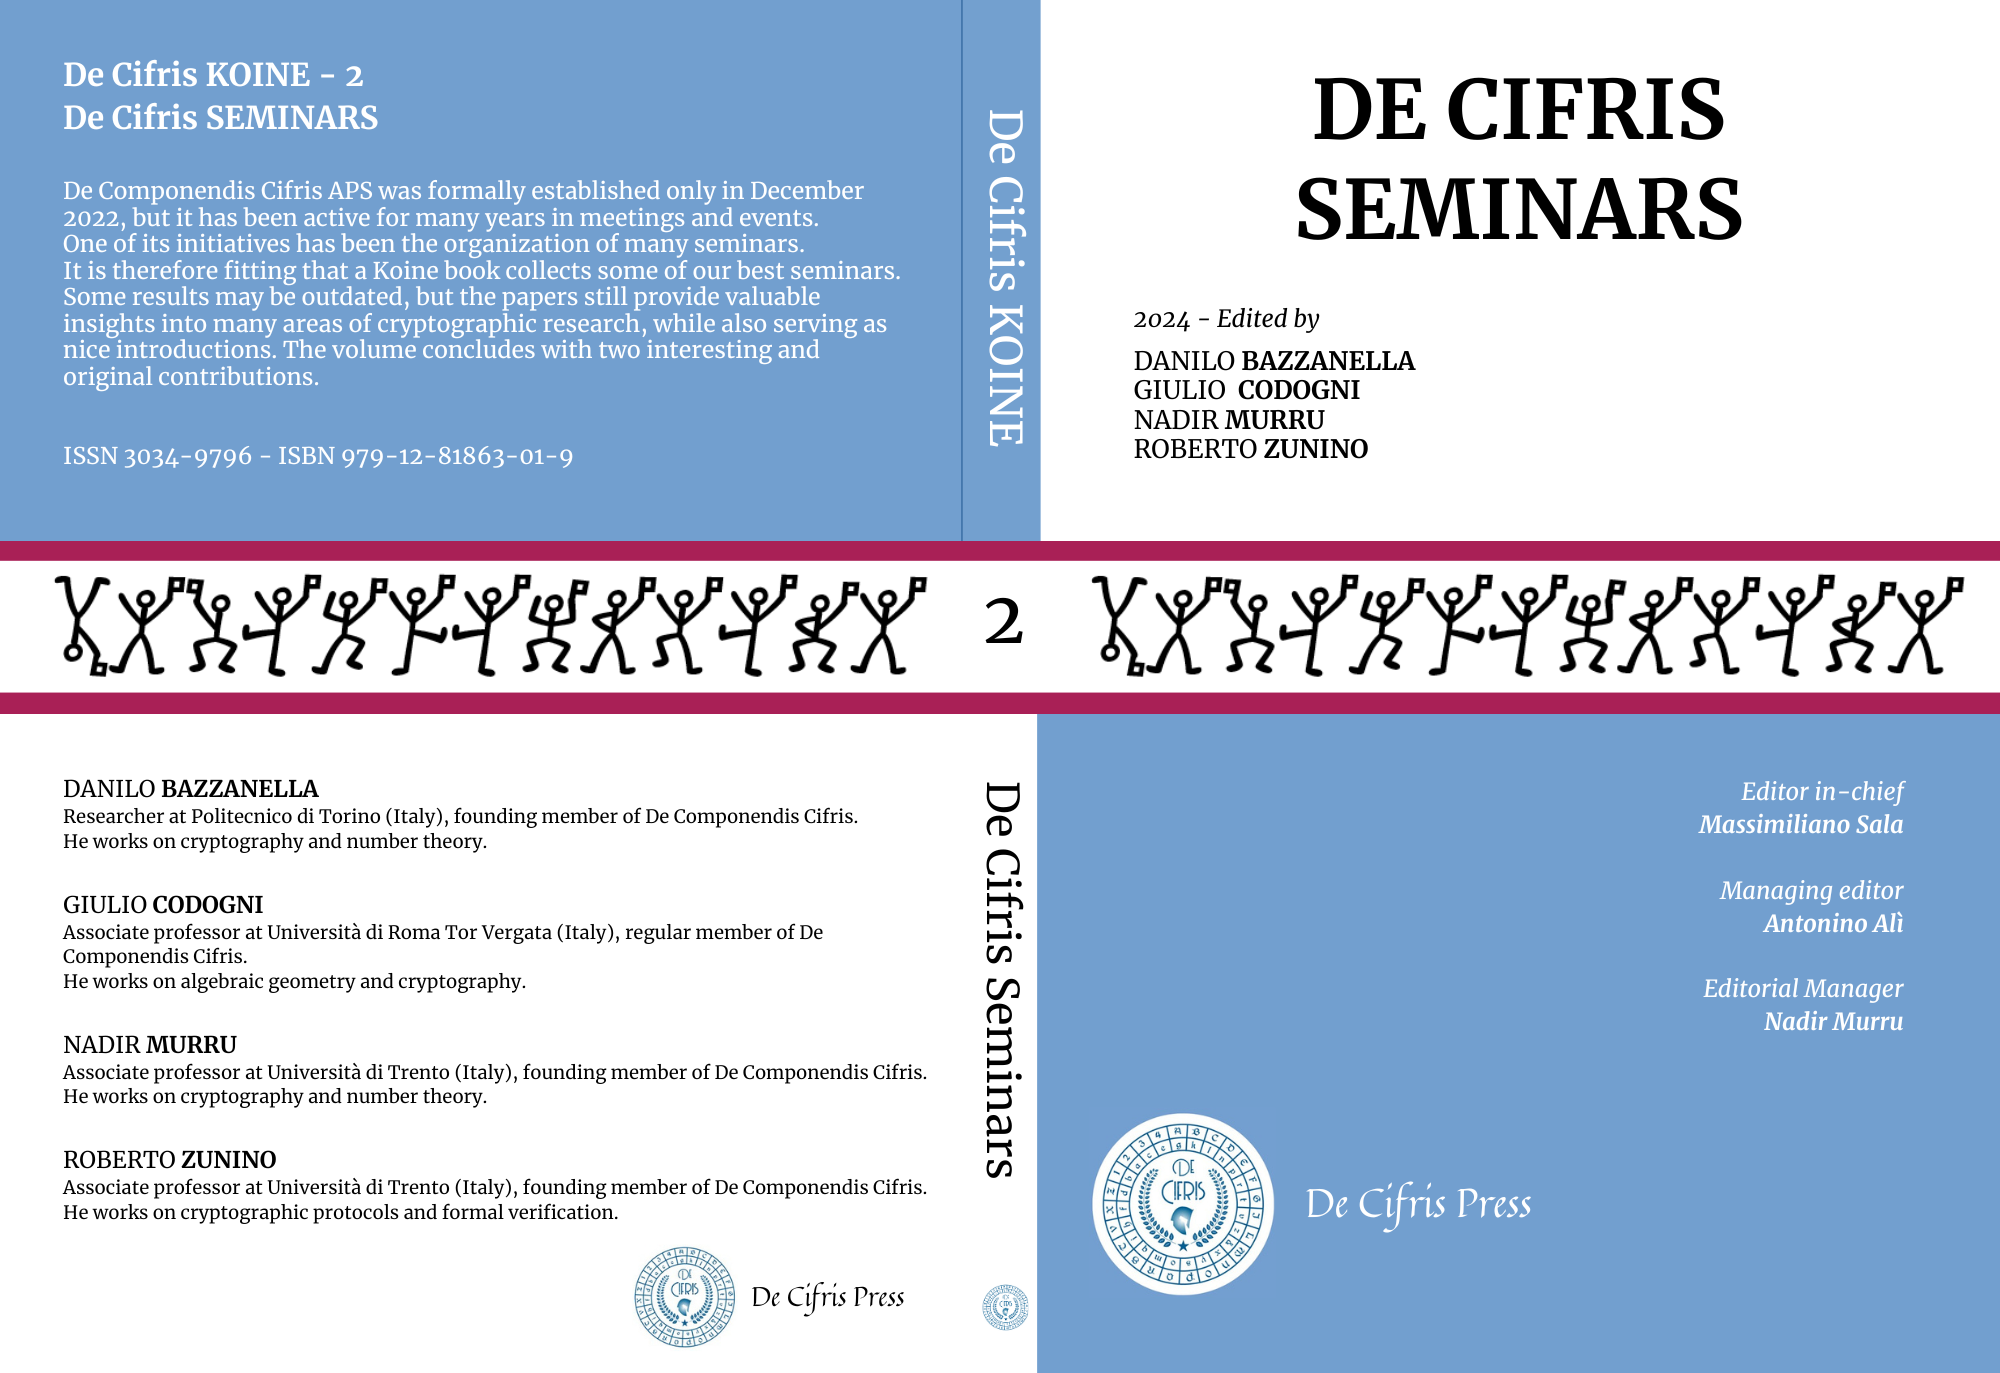 De Cifris KOINE - 2
De Cifris SEMINARS
De Componendis Cifris APS was formally established only in December
2022, but it has been active for many years in meetings and events.
One of its initiatives has been the organization of many seminars.
It is therefore fitting that a Koine book collects some of our best seminars.
Some results may be outdated, but the papers still provide valuable
insights into many areas of cryptographic research, while also serving as
nice introductions. The volume concludes with two interesting and
original contributions.
ISSN 3034-9796 - ISBN 979-12-81863-01-9
DANILO BAZZANELLA
Researcher at Politecnico di Torino (Italy), founding member of De Componendis Cifris.
He works on cryptography and number theory.
GIULIO CODOGNI
Associate professor at Università di Roma Tor Vergata (Italy), regular member of De
Componendis Cifris.
He works on algebraic geometry and cryptography.
NADIR MURRU
Associate professor at Università di Trento (Italy), founding member of De Componendis Cifris.
He works on cryptography and number theory.
ROBERTO ZUNINO
Associate professor at Università di Trento (Italy), founding member of De Componendis Cifris.
He works on cryptographic protocols and formal verification.
DE
CIFRIS
De Cifris Press
De Cifris KOINE
2
De Cifris Seminars
DE CIFRIS
SEMINARS
2024 - Edited by
DANILO BAZZANELLA
GIULIO CODOGNI
NADIR MURRU
ROBERTO ZUNINO
Editor in-chief
Massimiliano Sala
Managing editor
Antonino Alì
Editorial Manager
Nadir Murru
DE
CIFRIS
De Cifris Press